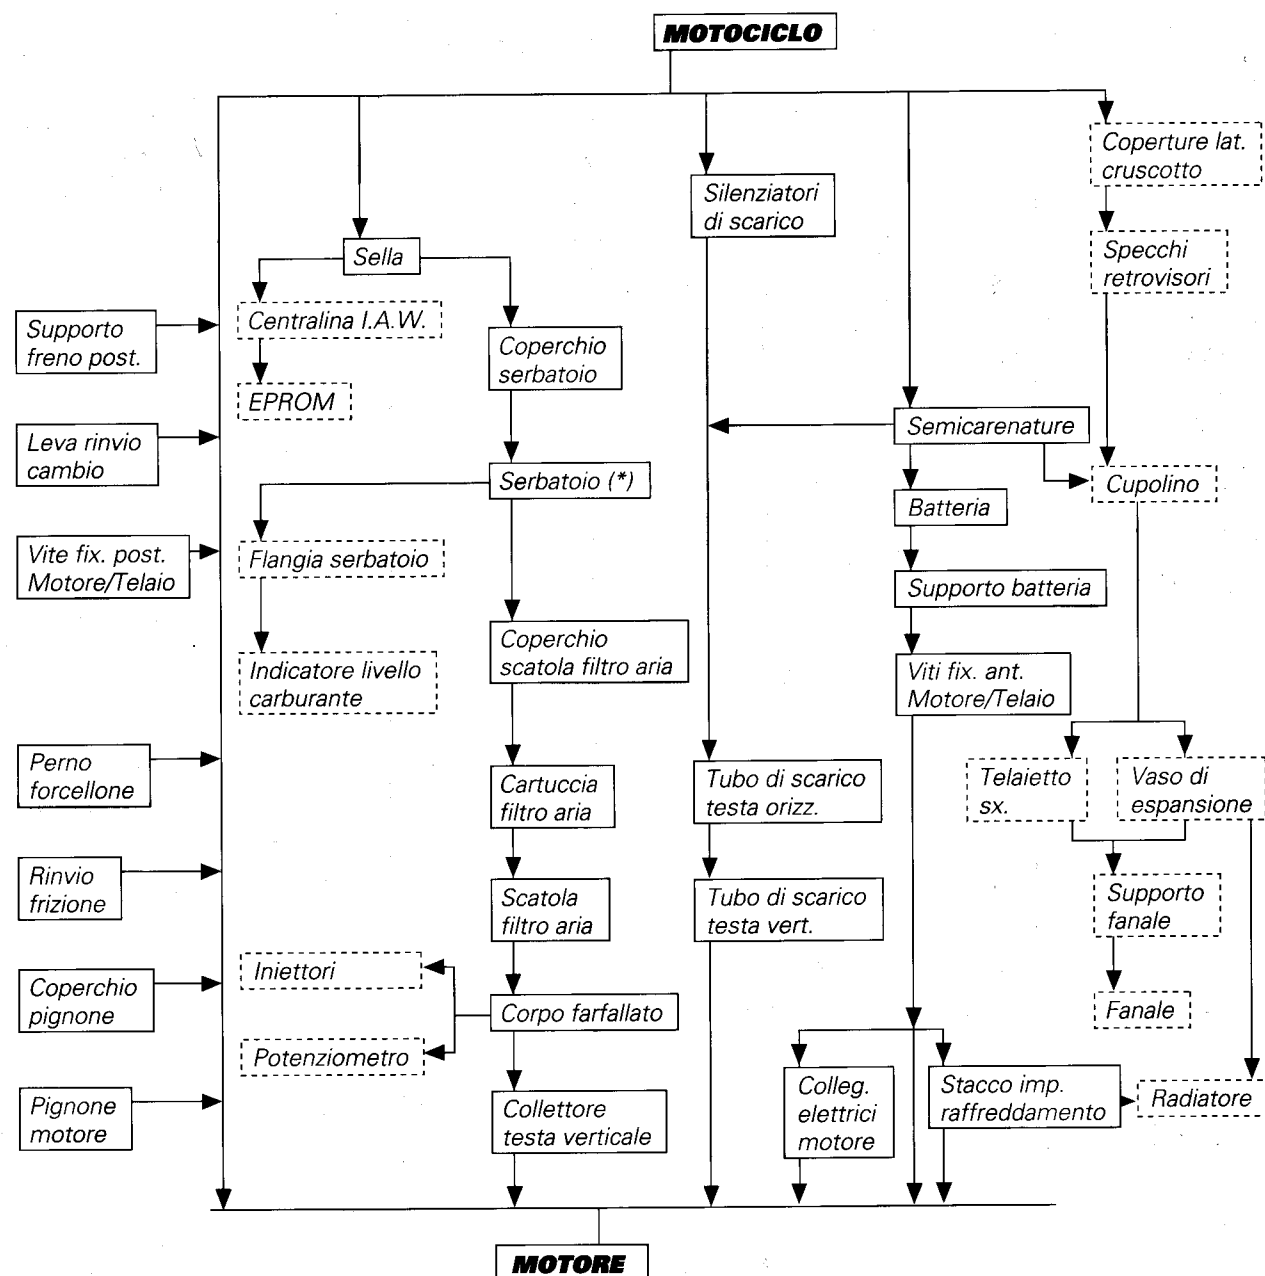 MOTOCICLO
Coperture lat.
cruscotto
Silenziatori
di scarico
Specchi
retrovisori
Sella
Centralina I.A.W.
Supporto
freno post.
Coperchio
serbatoio
EPROM
Leva rinvio
cambio
Semicarenature
Serbatoio (*)
Cupolino
Batteria
Vite fix. post.
Motore/Telaio
Flangia serbatoio
Supporto batteria
Coperchio
scatola filtro aria
Indicatore livello
carburante
Viti fix. ant.
Motore/Telaio
Perno
forcellone
Cartuccia
filtro aria
Tubo di scarico
testa orizz.
Telaietto
sx.
Vaso di
espansione
Rinvio
frizione
Scatola
filtro aria
Tubo di scarico
testa vert.
Supporto
fanale
Iniettori
Coperchio
pignone
Corpo farfallato
Fanale
Potenziometro
Pignone
motore
Collettore
testa verticale
Colleg.
elettrici
motore
Stacco imp.
raffreddamento
Radiatore
MOTORE